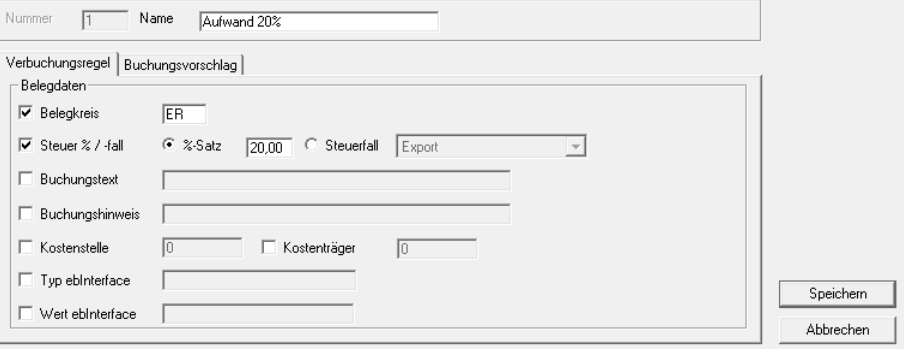 Nummer 1 Name Aufwand 20%
Verbuchungsregel Buchungsvorschlag
Belegdaten
Belegkreis ER
Steuer % / -fall %-Satz 20,00 Steuerfall Export
Buchungstext
Buchungshinweis
Kostenstelle 0 Kostenträger 0
Typ ebInterface
Wert ebInterface
Speichern
Abbrechen